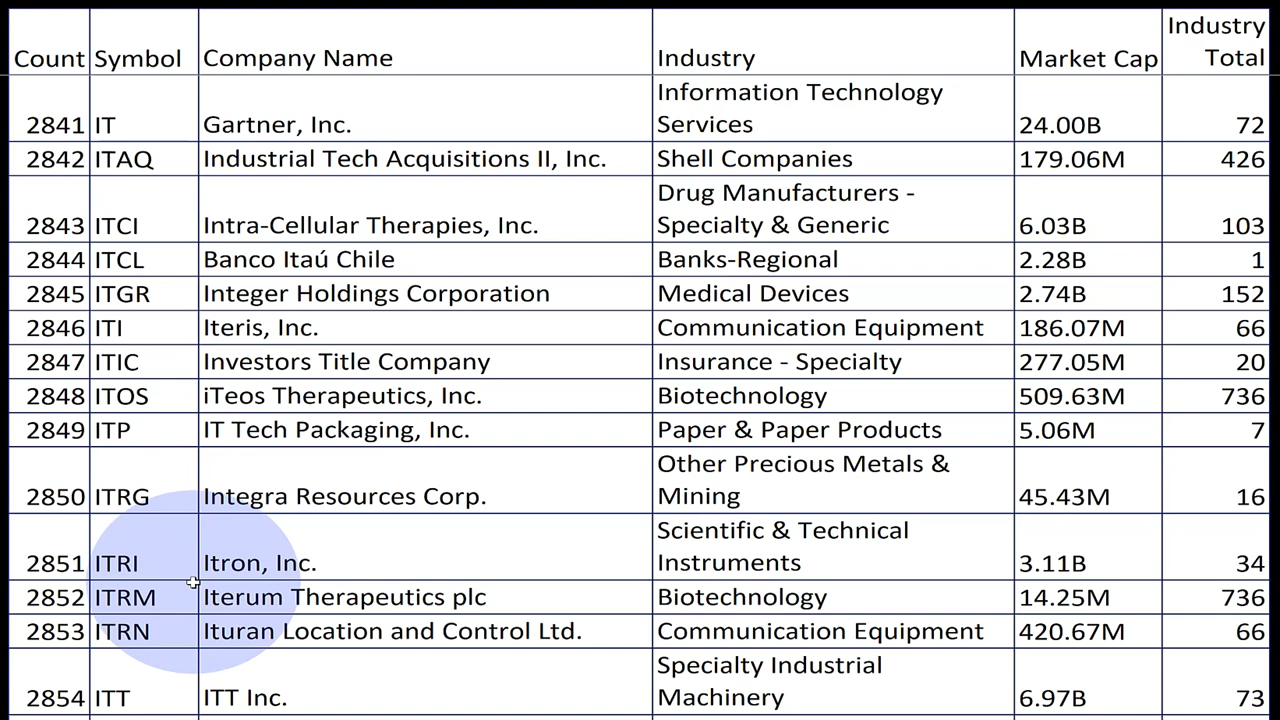 Count Symbol Company Name Industry Market Cap Industry Total
2841 IT Gartner, Inc. Information Technology Services 24.00B 72
2842 ITAQ Industrial Tech Acquisitions II, Inc. Shell Companies 179.06M 426
2843 ITCI Intra-Cellular Therapies, Inc. Drug Manufacturers - Specialty & Generic 6.03B 103
2844 ITCL Banco Itaú Chile Banks-Regional 2.28B 1
2845 ITGR Integer Holdings Corporation Medical Devices 2.74B 152
2846 ITI Iteris, Inc. Communication Equipment 186.07M 66
2847 ITIC Investors Title Company Insurance - Specialty 277.05M 20
2848 ITOS iTeos Therapeutics, Inc. Biotechnology 509.63M 736
2849 ITP IT Tech Packaging, Inc. Paper & Paper Products 5.06M 7
2850 ITRG Integra Resources Corp. Other Precious Metals & Mining 45.43M 16
2851 ITRI Itron, Inc. Scientific & Technical Instruments 3.11B 34
2852 ITRM Iterum Therapeutics plc Biotechnology 14.25M 736
2853 ITRN Ituran Location and Control Ltd. Communication Equipment 420.67M 66
2854 ITT ITT Inc. Specialty Industrial Machinery 6.97B 73